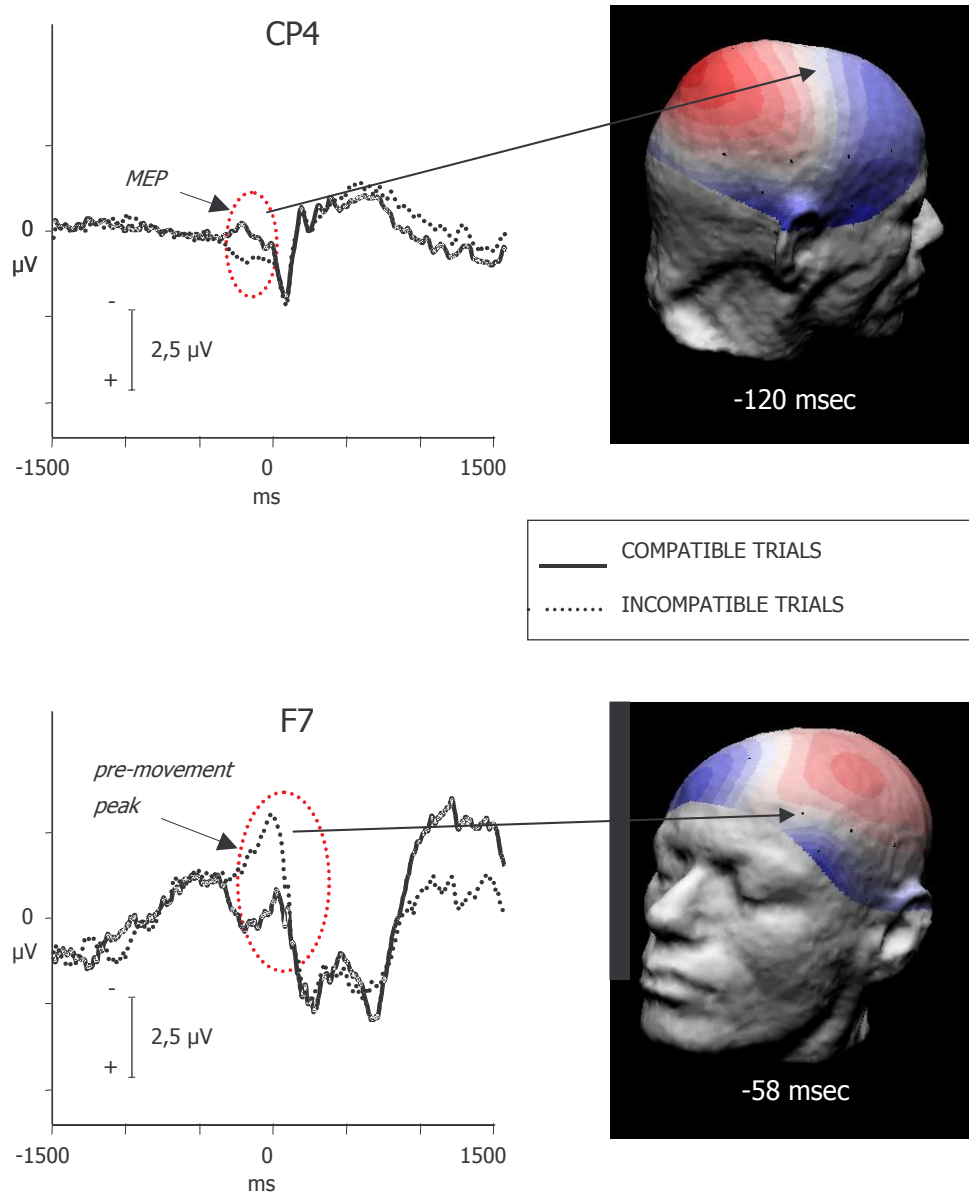 CP4
MEP
0
µV
-
2,5 µV
+
-1500
0
1500
ms
-120 msec
COMPATIBLE TRIALS
INCOMPATIBLE TRIALS
F7
pre-movement
peak
0
µV
-
2,5 µV
+
-1500
0
1500
ms
-58 msec